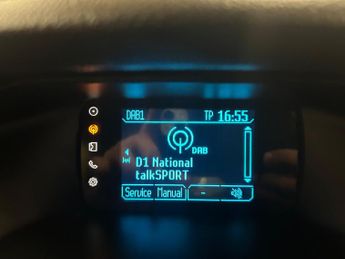 DAB1 TP 16:55
DAB
D1 National
talkSPORT
Service Manual -